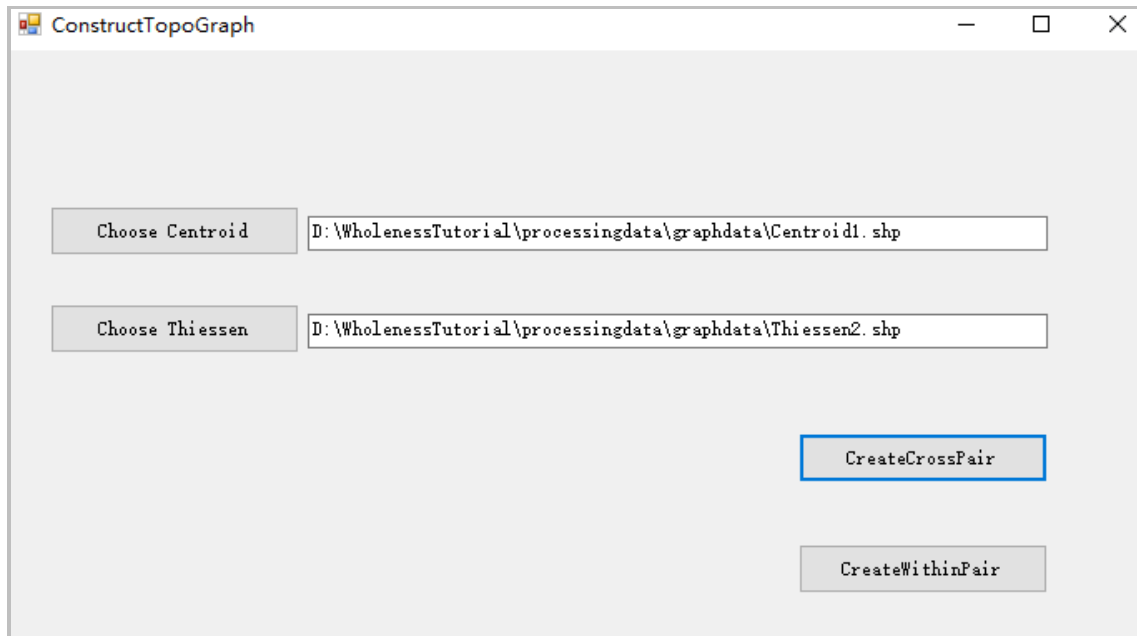 ConstructTopoGraph
Choose Centroid
D:\WholenessTutorial\processingdata\graphdata\Centroid1.shp
Choose Thiessen
D:\WholenessTutorial\processingdata\graphdata\Thiessen2.shp
CreateCrossPair
CreateWithinPair